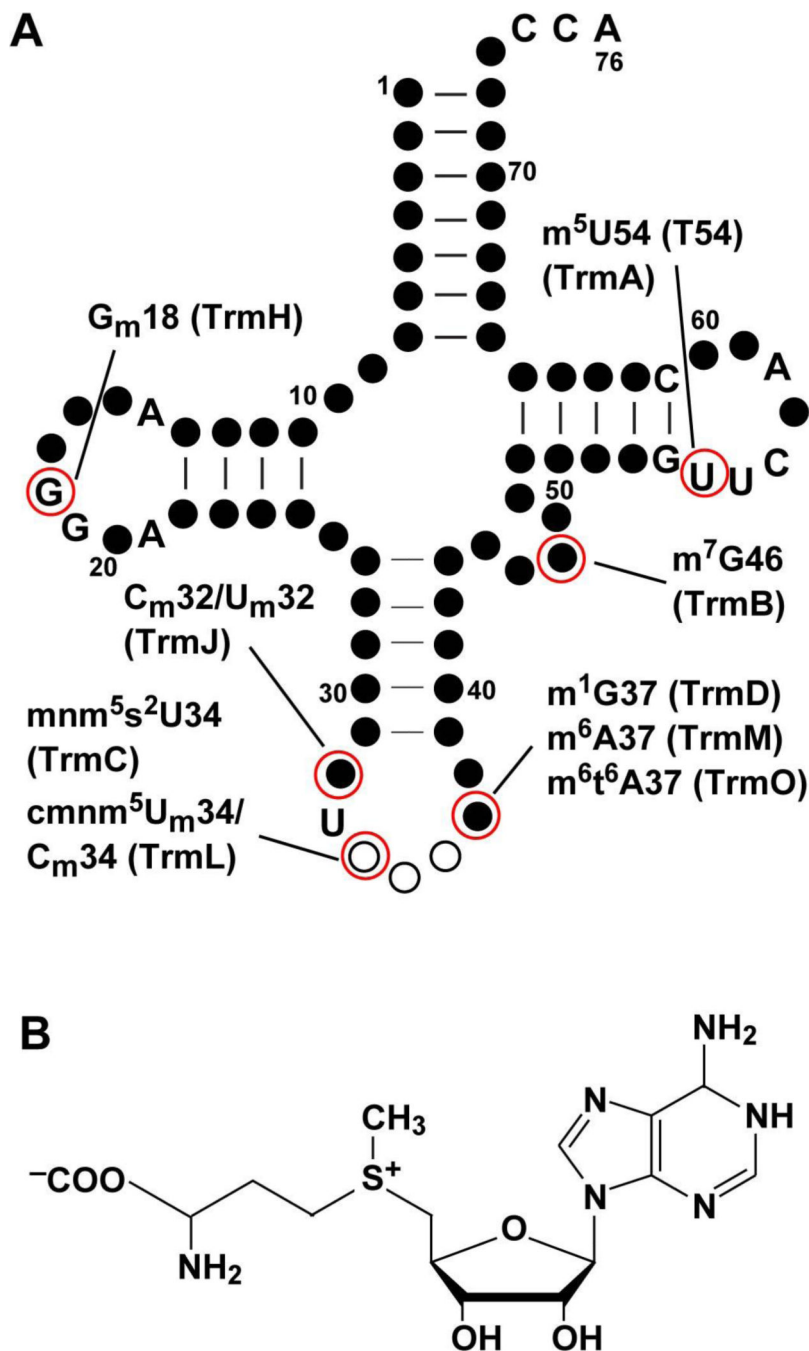 A
C C A
76
1
70
m⁵U54 (T54)
(TrmA)
Gm18 (TrmH)
60
10
A
C
A
G
G
U
U
C
G
A
20
50
Cm32/Um32
(TrmJ)
m⁷G46
(TrmB)
30
40
mnm⁵s²U34
(TrmC)
cmnm⁵Um34/
Cm34 (TrmL)
U
m¹G37 (TrmD)
m⁶A37 (TrmM)
m⁶t⁶A37 (TrmO)
B
NH₂
N
NH
CH₃
⁻COO
S⁺
N
N
O
NH₂
OH
OH